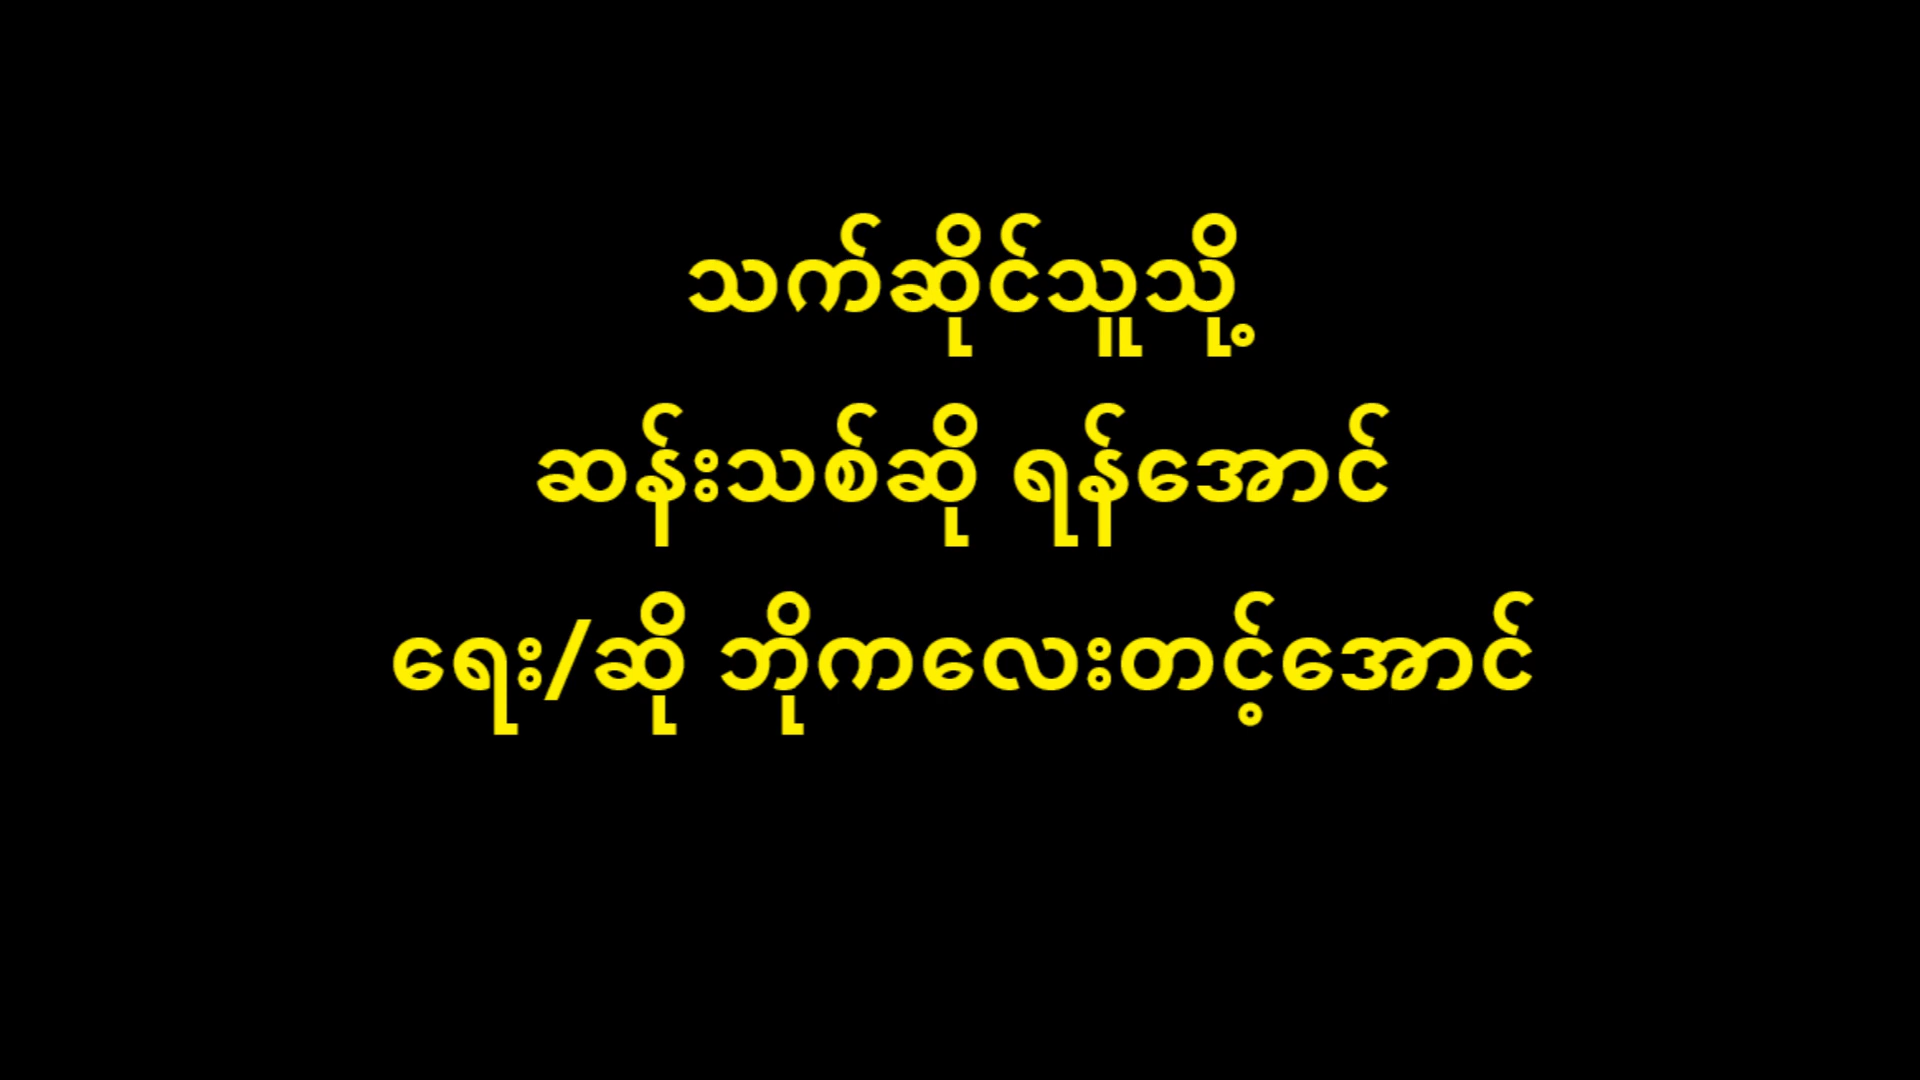 သက်ဆိုင်သူသို့
ဆန်းသစ်ဆို ရန်အောင်
ရေး/ဆို ဘိုကလေးတင့်အောင်